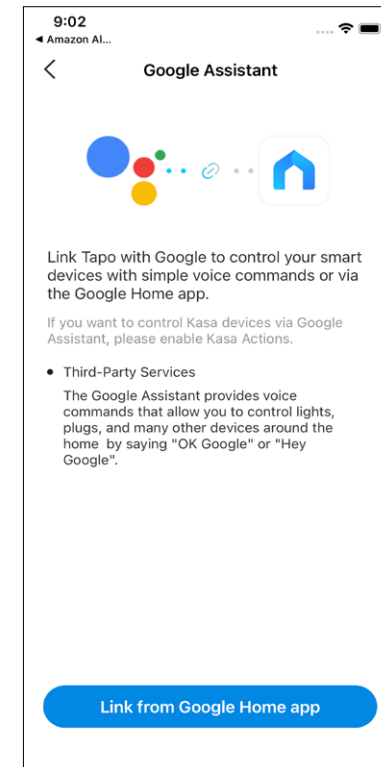 9:02
◀ Amazon Al...
Google Assistant
Link Tapo with Google to control your smart
devices with simple voice commands or via
the Google Home app.
If you want to control Kasa devices via Google
Assistant, please enable Kasa Actions.
• Third-Party Services
The Google Assistant provides voice
commands that allow you to control lights,
plugs, and many other devices around the
home by saying "OK Google" or "Hey
Google".
Link from Google Home app